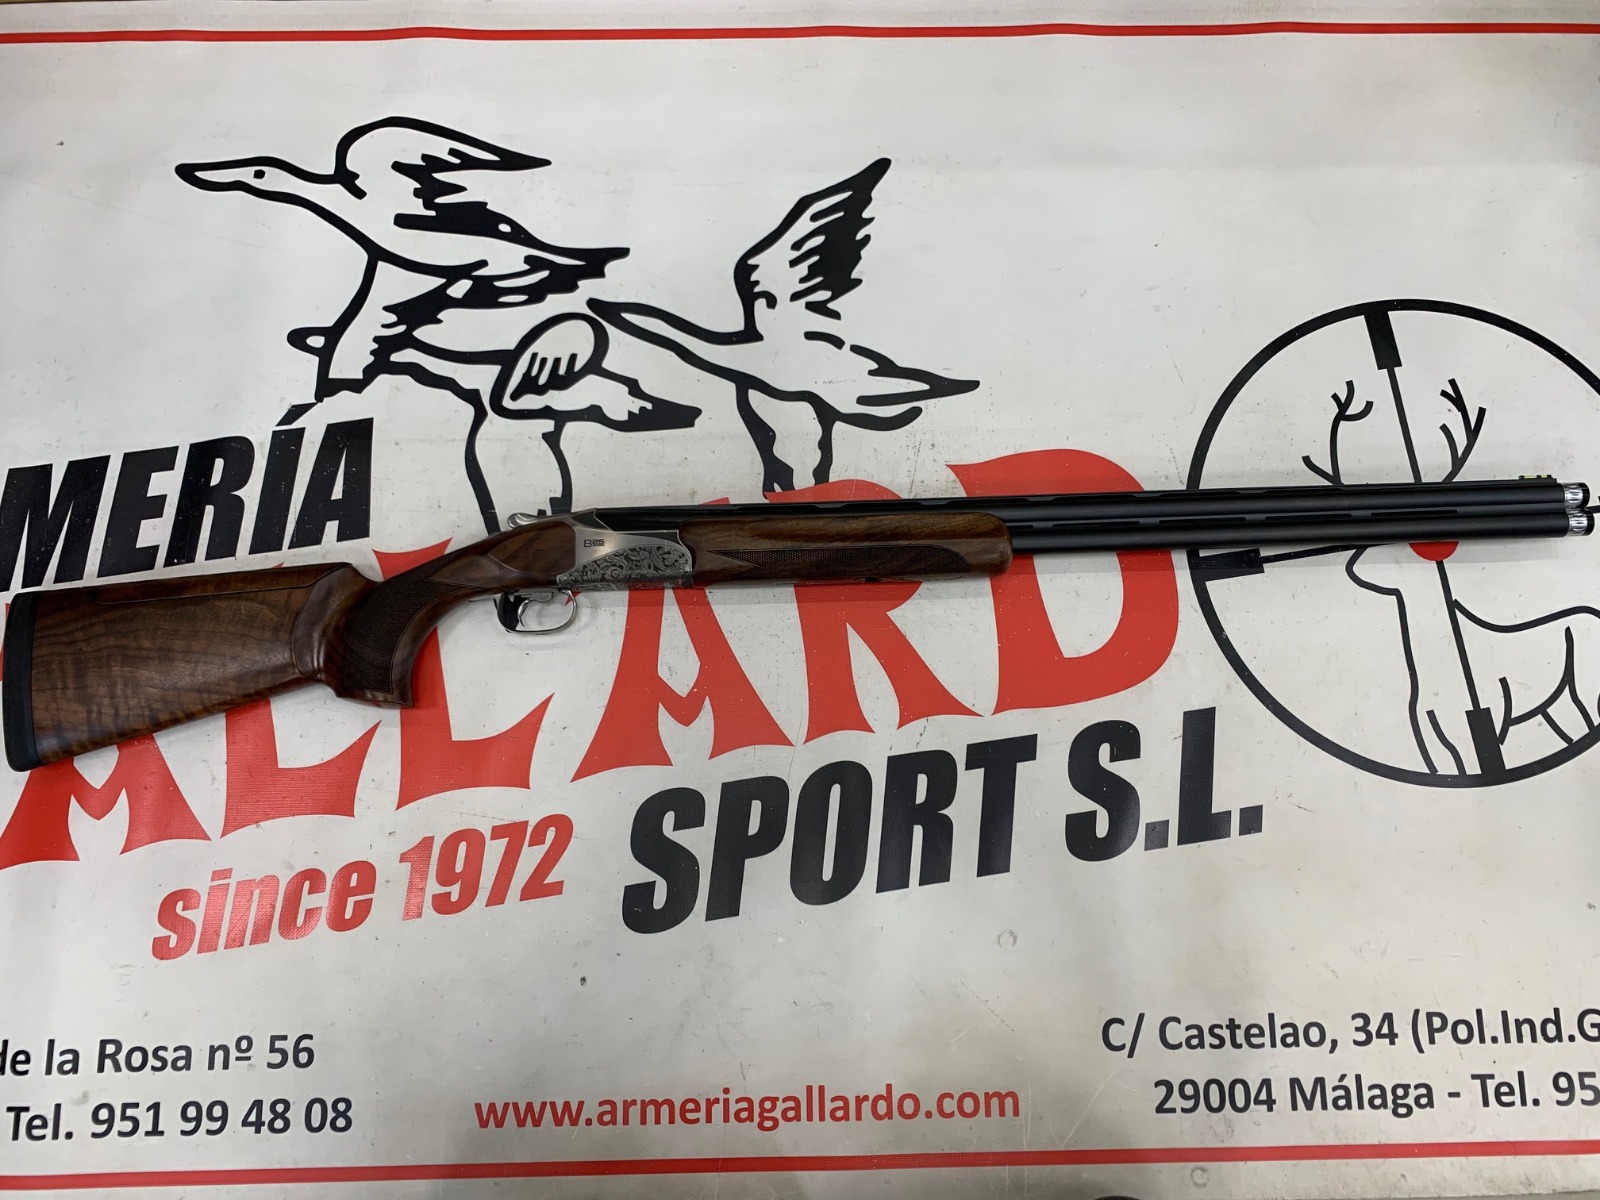 MERÍA
ALLARDO
SPORT S.L.
since 1972
de la Rosa nº 56
Tel. 951 99 48 08
www.armeriagallardo.com
C/ Castelao, 34 (Pol.Ind.G
29004 Málaga - Tel. 95